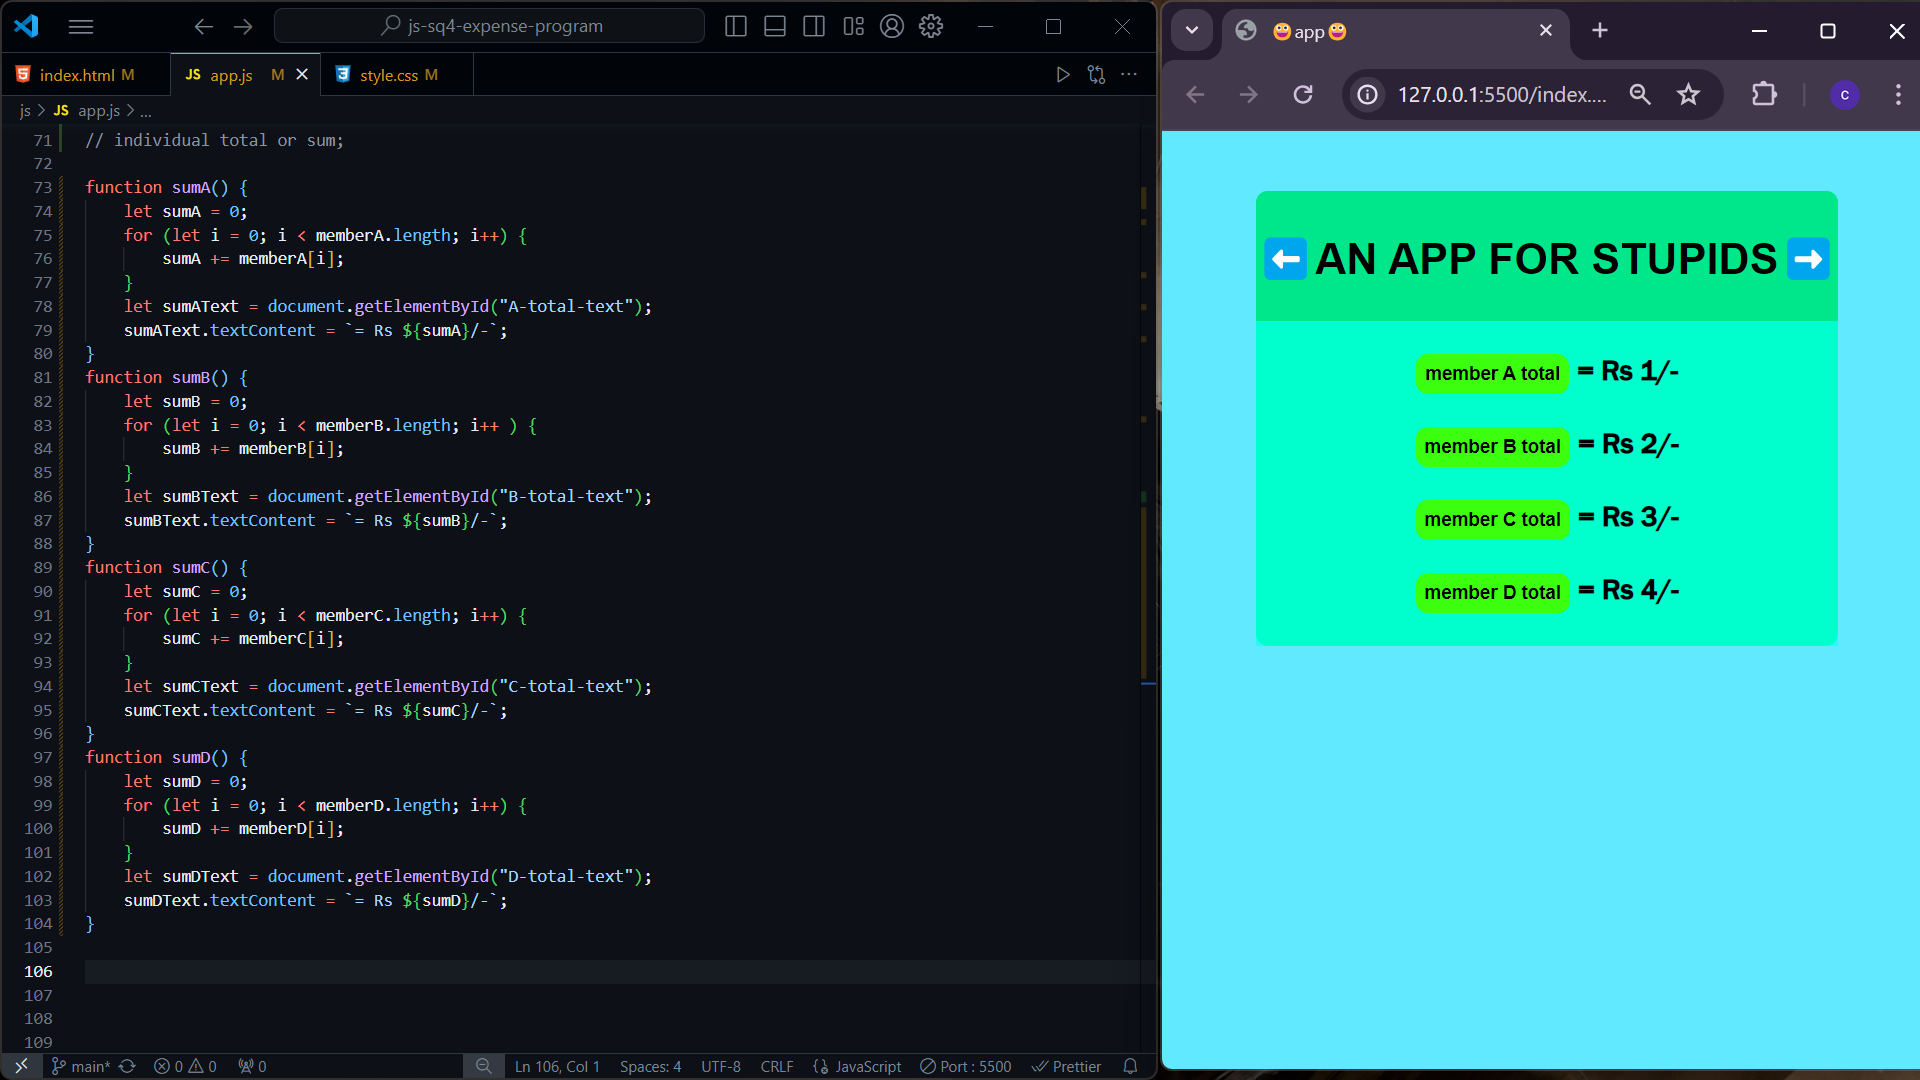 js-sq4-expense-program
index.html M
JS app.js M
style.css M
js > JS app.js > ...
71 // individual total or sum;
72
73 function sumA() {
74 let sumA = 0;
75 for (let i = 0; i < memberA.length; i++) {
76 sumA += memberA[i];
77 }
78 let sumAText = document.getElementById("A-total-text");
79 sumAText.textContent = `= Rs ${sumA}/-`;
80 }
81 function sumB() {
82 let sumB = 0;
83 for (let i = 0; i < memberB.length; i++ ) {
84 sumB += memberB[i];
85 }
86 let sumBText = document.getElementById("B-total-text");
87 sumBText.textContent = `= Rs ${sumB}/-`;
88 }
89 function sumC() {
90 let sumC = 0;
91 for (let i = 0; i < memberC.length; i++) {
92 sumC += memberC[i];
93 }
94 let sumCText = document.getElementById("C-total-text");
95 sumCText.textContent = `= Rs ${sumC}/-`;
96 }
97 function sumD() {
98 let sumD = 0;
99 for (let i = 0; i < memberD.length; i++) {
100 sumD += memberD[i];
101 }
102 let sumDText = document.getElementById("D-total-text");
103 sumDText.textContent = `= Rs ${sumD}/-`;
104 }
105
106
107
108
109
main* 0 0 0 Ln 106, Col 1 Spaces: 4 UTF-8 CRLF JavaScript Port : 5500 Prettier
app
127.0.0.1:5500/index.... C
AN APP FOR STUPIDS
member A total = Rs 1/-
member B total = Rs 2/-
member C total = Rs 3/-
member D total = Rs 4/-